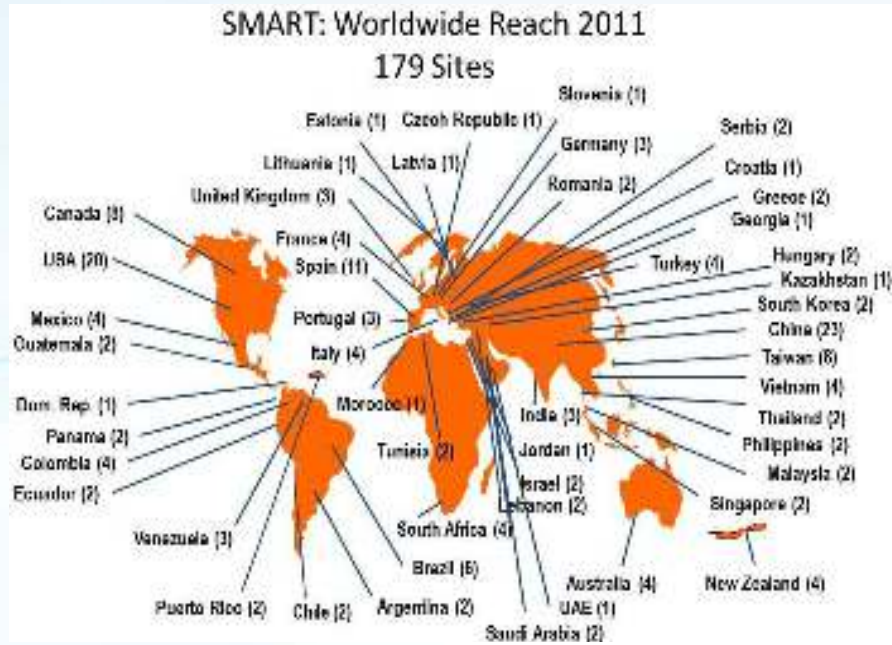 SMART: Worldwide Reach 2011
179 Sites
Slovenia (1)
Estonia (1)
Czech Republic (1)
Serbia (2)
Germany (3)
Lithuania (1)
Latvia (1)
Croatia (1)
Romania (2)
United Kingdom (3)
Greece (2)
Canada (8)
Georgia (1)
France (4)
Hungary (2)
USA (20)
Spain (11)
Turkey (4)
Kazakhstan (1)
South Korea (2)
Mexico (4)
Portugal (3)
China (23)
Guatemala (2)
Italy (4)
Taiwan (6)
Vietnam (4)
Dom. Rep. (1)
Morocco (1)
India (3)
Thailand (2)
Panama (2)
Tunisia (2)
Jordan (1)
Philippines (2)
Colombia (4)
Malaysia (2)
Israel (2)
Ecuador (2)
Lebanon (2)
Singapore (2)
South Africa (4)
Venezuela (3)
Brazil (6)
Australia (4)
New Zealand (4)
Puerto Rico (2)
Chile (2)
Argentina (2)
UAE (1)
Saudi Arabia (2)